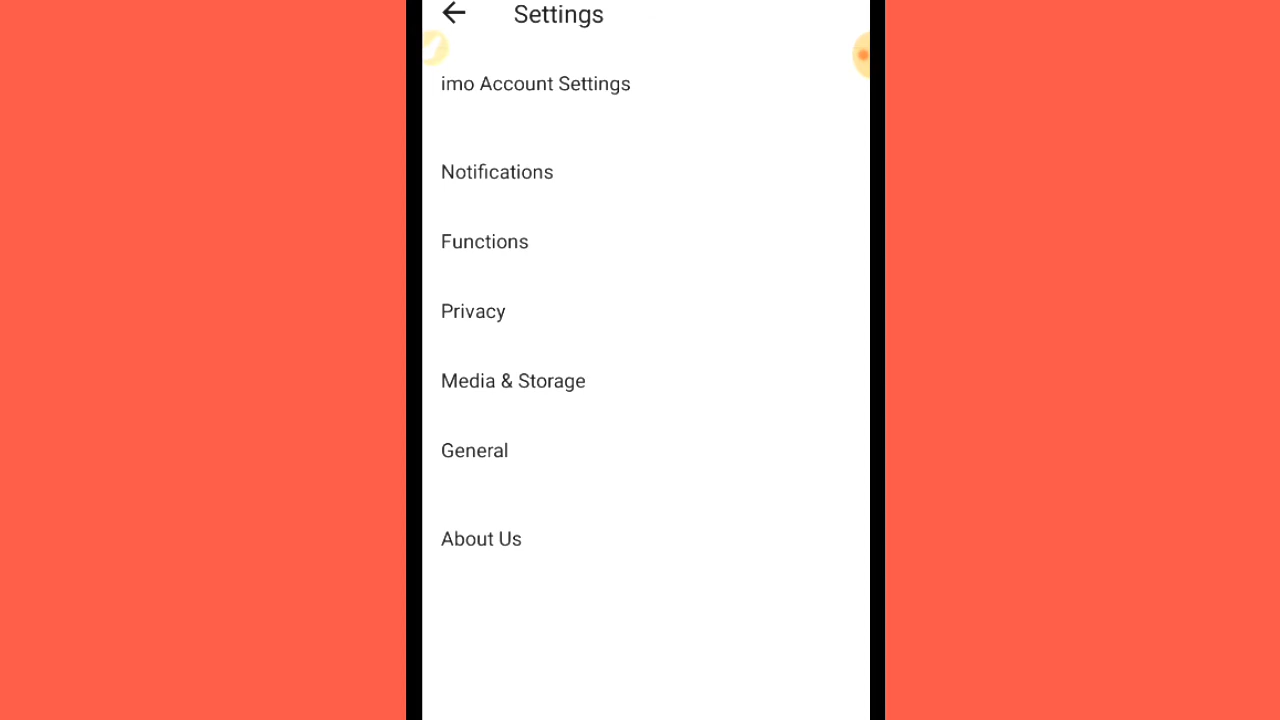 Settings
imo Account Settings
Notifications
Functions
Privacy
Media & Storage
General
About Us